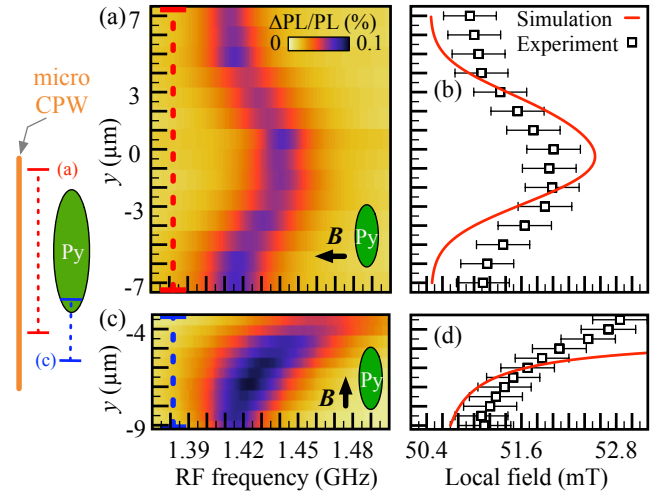 micro
CPW
(a)
Py
(c)
(a)
ΔPL/PL (%)
0 0.1
7
3
0
-3
-7
y (μm)
B
Py
(b)
Simulation
Experiment
(c)
-4
-9
y (μm)
B
Py
1.39 1.42 1.45 1.48
RF frequency (GHz)
(d)
50.4 51.6 52.8
Local field (mT)